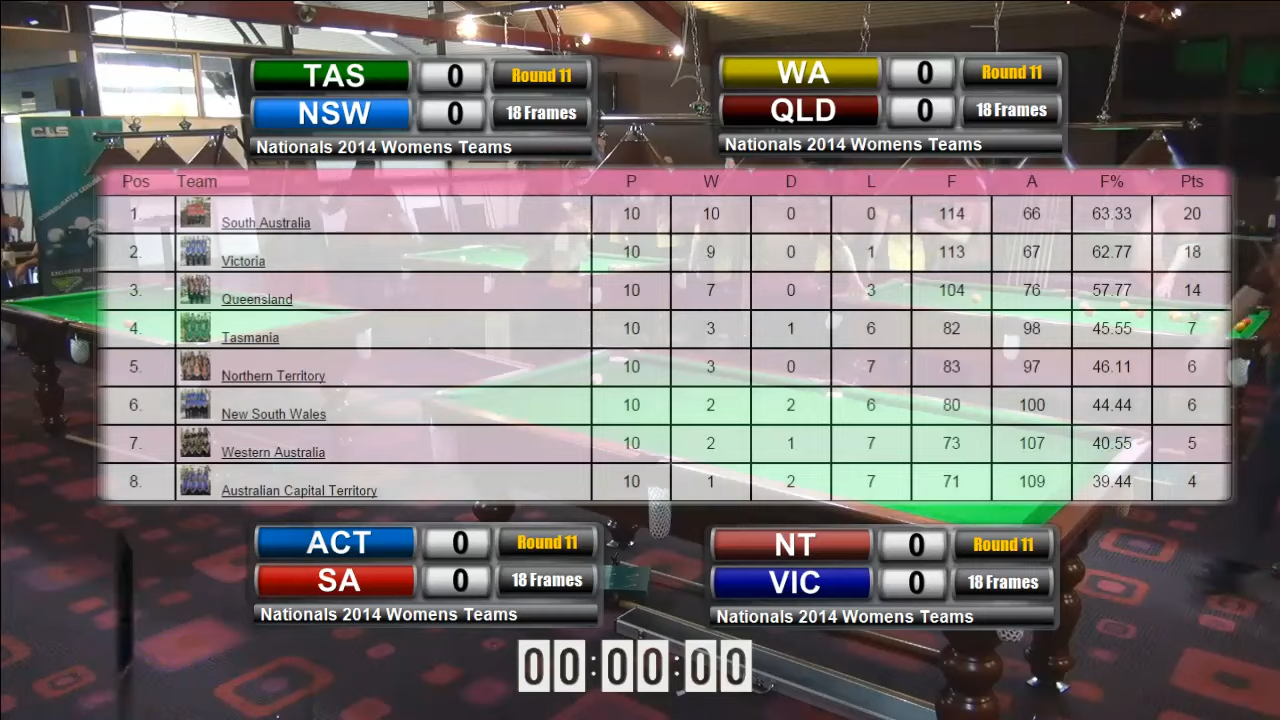 TAS 0 Round 11
NSW 0 18 Frames
Nationals 2014 Womens Teams
WA 0 Round 11
QLD 0 18 Frames
Nationals 2014 Womens Teams
Pos Team P W D L F A F% Pts
1. South Australia 10 10 0 0 114 66 63.33 20
2. Victoria 10 9 0 1 113 67 62.77 18
3. Queensland 10 7 0 3 104 76 57.77 14
4. Tasmania 10 3 1 6 82 98 45.55 7
5. Northern Territory 10 3 0 7 83 97 46.11 6
6. New South Wales 10 2 2 6 80 100 44.44 6
7. Western Australia 10 2 1 7 73 107 40.55 5
8. Australian Capital Territory 10 1 2 7 71 109 39.44 4
ACT 0 Round 11
SA 0 18 Frames
Nationals 2014 Womens Teams
NT 0 Round 11
VIC 0 18 Frames
Nationals 2014 Womens Teams
00:00:00